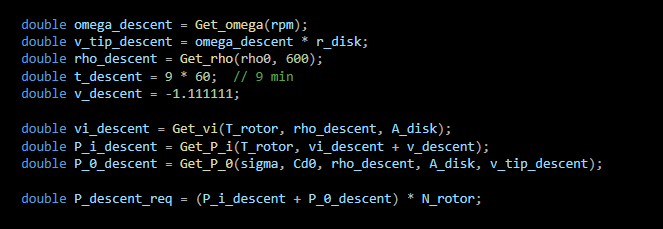 double omega_descent = Get_omega(rpm);
double v_tip_descent = omega_descent * r_disk;
double rho_descent = Get_rho(rho0, 600);
double t_descent = 9 * 60;  // 9 min
double v_descent = -1.111111;

double vi_descent = Get_vi(T_rotor, rho_descent, A_disk);
double P_i_descent = Get_P_i(T_rotor, vi_descent + v_descent);
double P_0_descent = Get_P_0(sigma, Cd0, rho_descent, A_disk, v_tip_descent);

double P_descent_req = (P_i_descent + P_0_descent) * N_rotor;